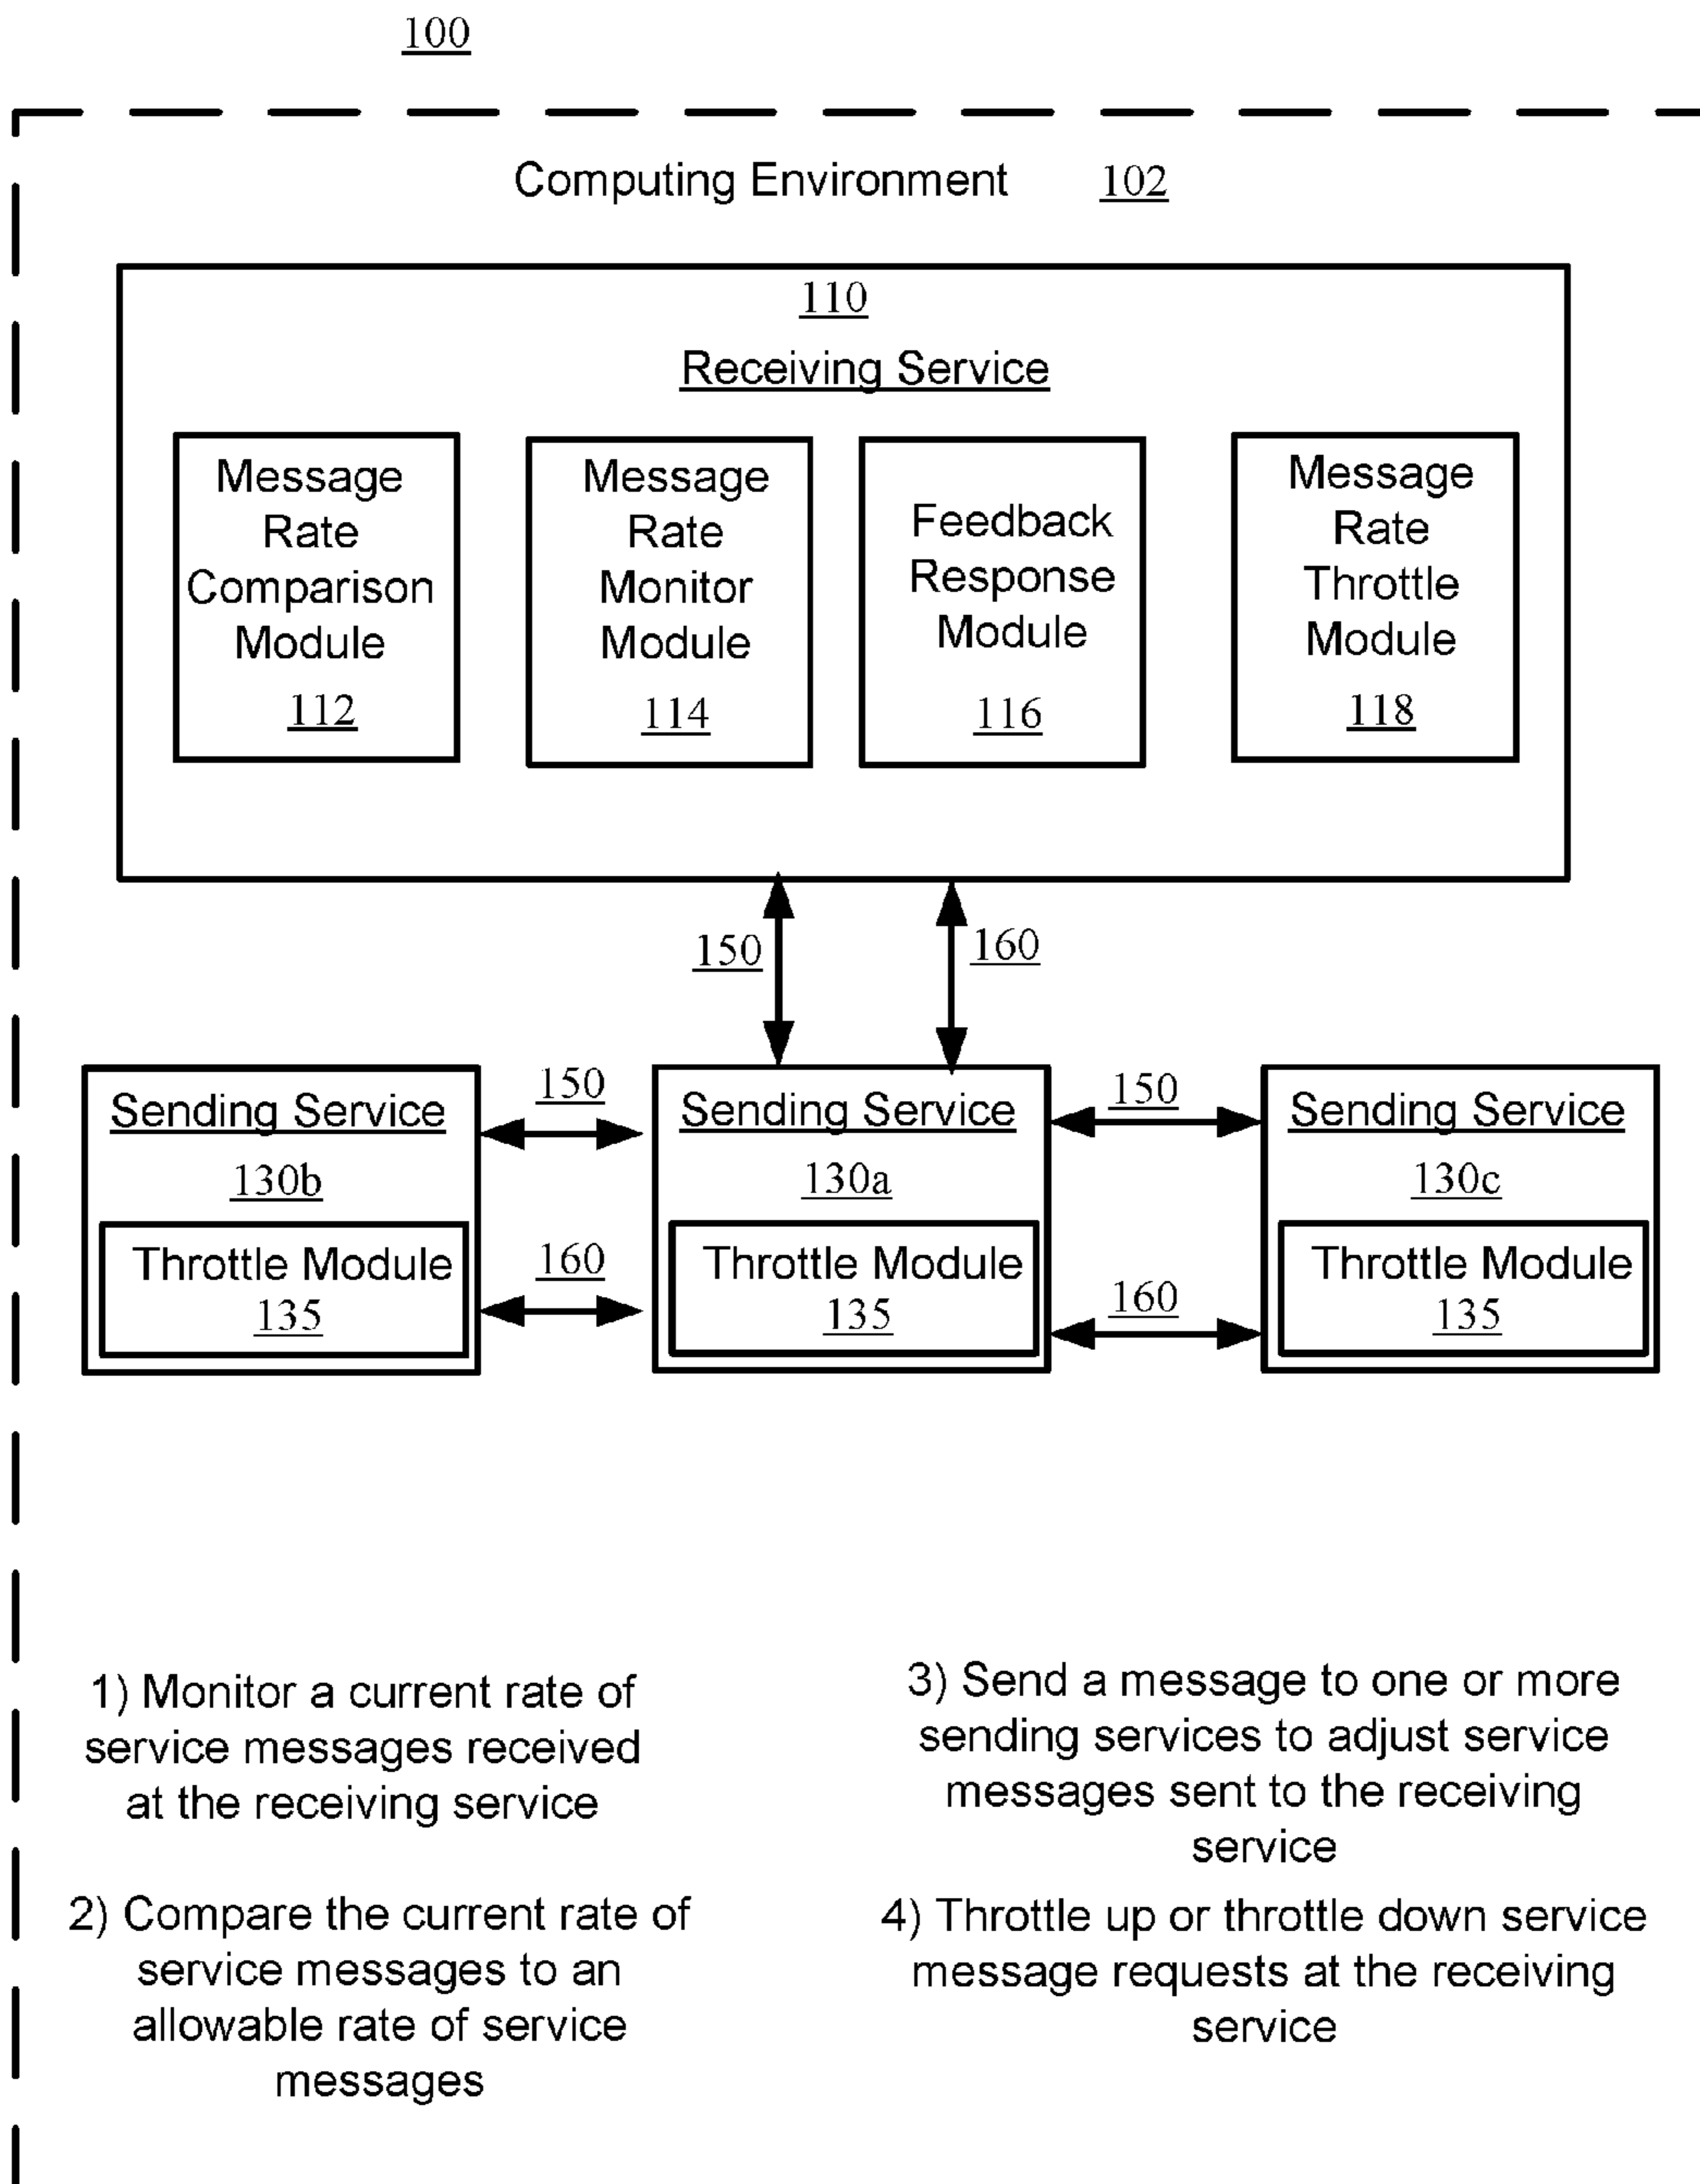 100
Computing Environment 102
110
Receiving Service
Message
Rate
Comparison
Module
112
Message
Rate
Monitor
Module
114
Feedback
Response
Module
116
Message
Rate
Throttle
Module
118
150
160
Sending Service
130b
Throttle Module
135
150
160
Sending Service
130a
Throttle Module
135
150
160
Sending Service
130c
Throttle Module
135
1) Monitor a current rate of
service messages received
at the receiving service
2) Compare the current rate of
service messages to an
allowable rate of service
messages
3) Send a message to one or more
sending services to adjust service
messages sent to the receiving
service
4) Throttle up or throttle down service
message requests at the receiving
service